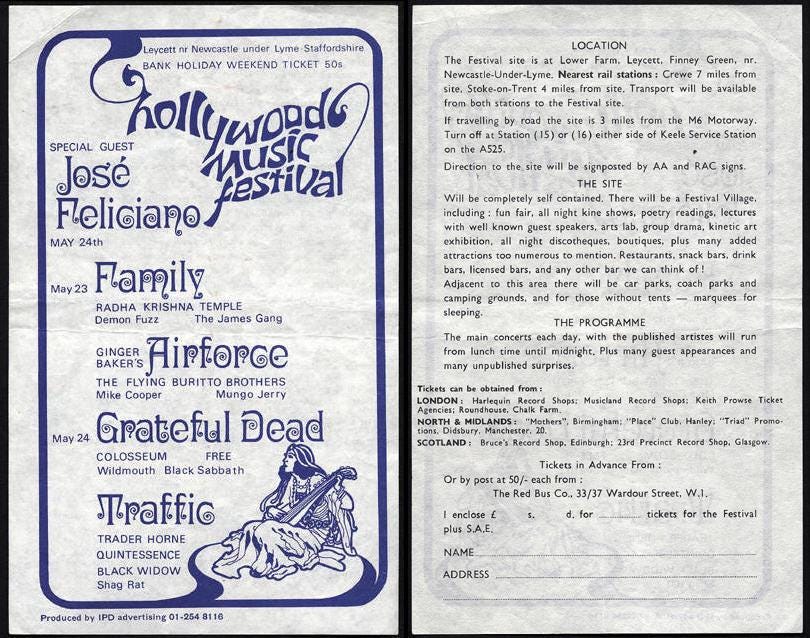 Leycett nr Newcastle under Lyme Staffordshire
BANK HOLIDAY WEEKEND TICKET 50s
hollywood
music
festival
SPECIAL GUEST
José
Feliciano
MAY 24th
May 23 Family
RADHA KRISHNA TEMPLE
Demon Fuzz The James Gang
GINGER
BAKER'S Airforce
THE FLYING BURITTO BROTHERS
Mike Cooper Mungo Jerry
May 24 Grateful Dead
COLOSSEUM FREE
Wildmouth Black Sabbath
Traffic
TRADER HORNE
QUINTESSENCE
BLACK WIDOW
Shag Rat
Produced by IPD advertising 01-254 8116
LOCATION
The Festival site is at Lower Farm, Leycett, Finney Green, nr.
Newcastle-Under-Lyme. Nearest rail stations : Crewe 7 miles from
site, Stoke-on-Trent 4 miles from site. Transport will be available
from both stations to the Festival site.
If travelling by road the site is 3 miles from the M6 Motorway.
Turn off at Station (15) or (16) either side of Keele Service Station
on the A525.
Direction to the site will be signposted by AA and RAC signs.
THE SITE
Will be completely self contained. There will be a Festival Village,
including : fun fair, all night kine shows, poetry readings, lectures
with well known guest speakers, arts lab, group drama, kinetic art
exhibition, all night discotheques, boutiques, plus many added
attractions too numerous to mention. Restaurants, snack bars, drink
bars, licensed bars, and any other bar we can think of !
Adjacent to this area there will be car parks, coach parks and
camping grounds, and for those without tents — marquees for
sleeping.
THE PROGRAMME
The main concerts each day, with the published artistes will run
from lunch time until midnight. Plus many guest appearances and
many unpublished surprises.
Tickets can be obtained from :
LONDON : Harlequin Record Shops; Musicland Record Shops; Keith Prowse Ticket
Agencies; Roundhouse, Chalk Farm.
NORTH & MIDLANDS : "Mothers", Birmingham; "Place" Club, Hanley; "Triad" Promo-
tions, Didsbury, Manchester, 20.
SCOTLAND : Bruce's Record Shop, Edinburgh; 23rd Precinct Record Shop, Glasgow.
Tickets in Advance From :
Or by post at 50/- each from :
The Red Bus Co., 33/37 Wardour Street, W.1.
I enclose £ s. d. for ............ tickets for the Festival
plus S.A.E.
NAME
ADDRESS